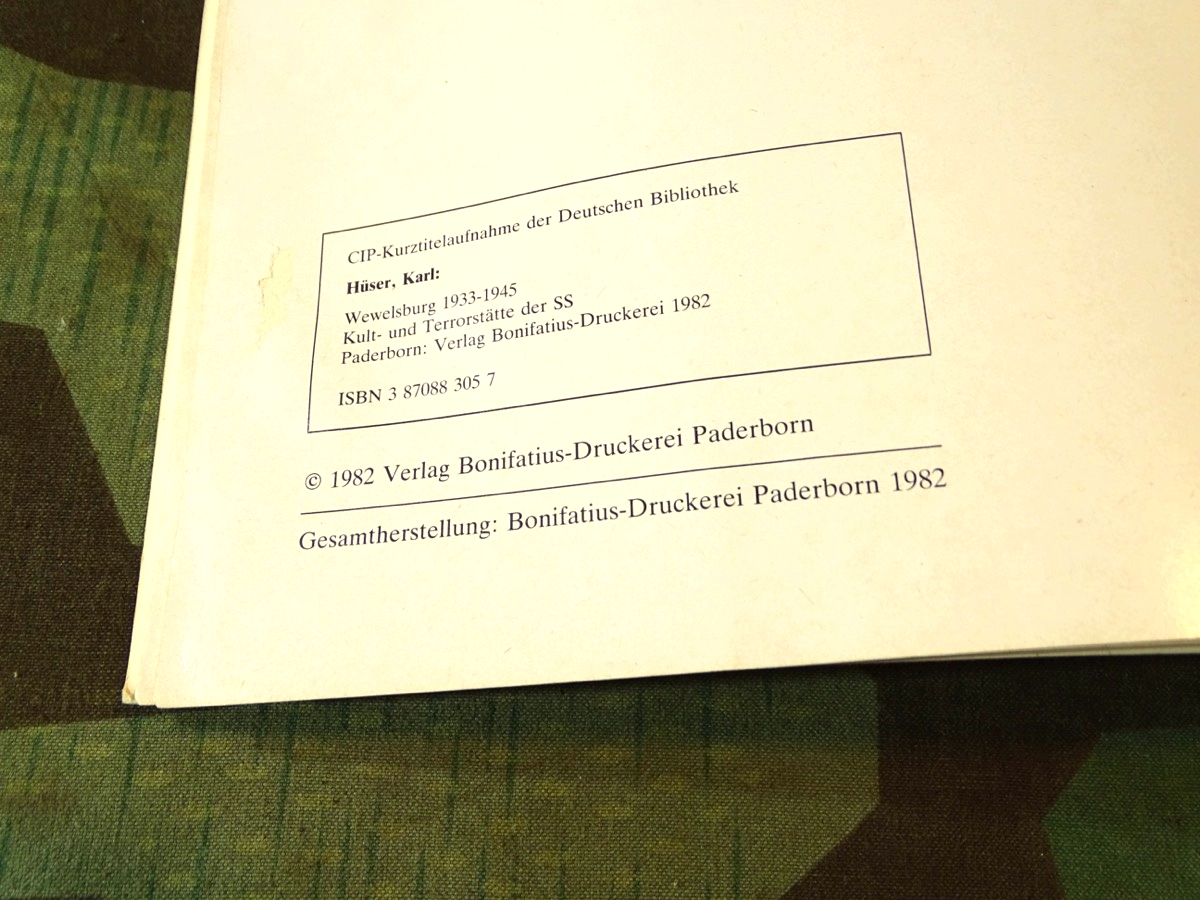 CIP-Kurztitelaufnahme der Deutschen Bibliothek
Hüser, Karl:
Wewelsburg 1933-1945
Kult- und Terrorstätte der SS
Paderborn: Verlag Bonifatius-Druckerei 1982
ISBN 3 87088 305 7
© 1982 Verlag Bonifatius-Druckerei Paderborn
Gesamtherstellung: Bonifatius-Druckerei Paderborn 1982